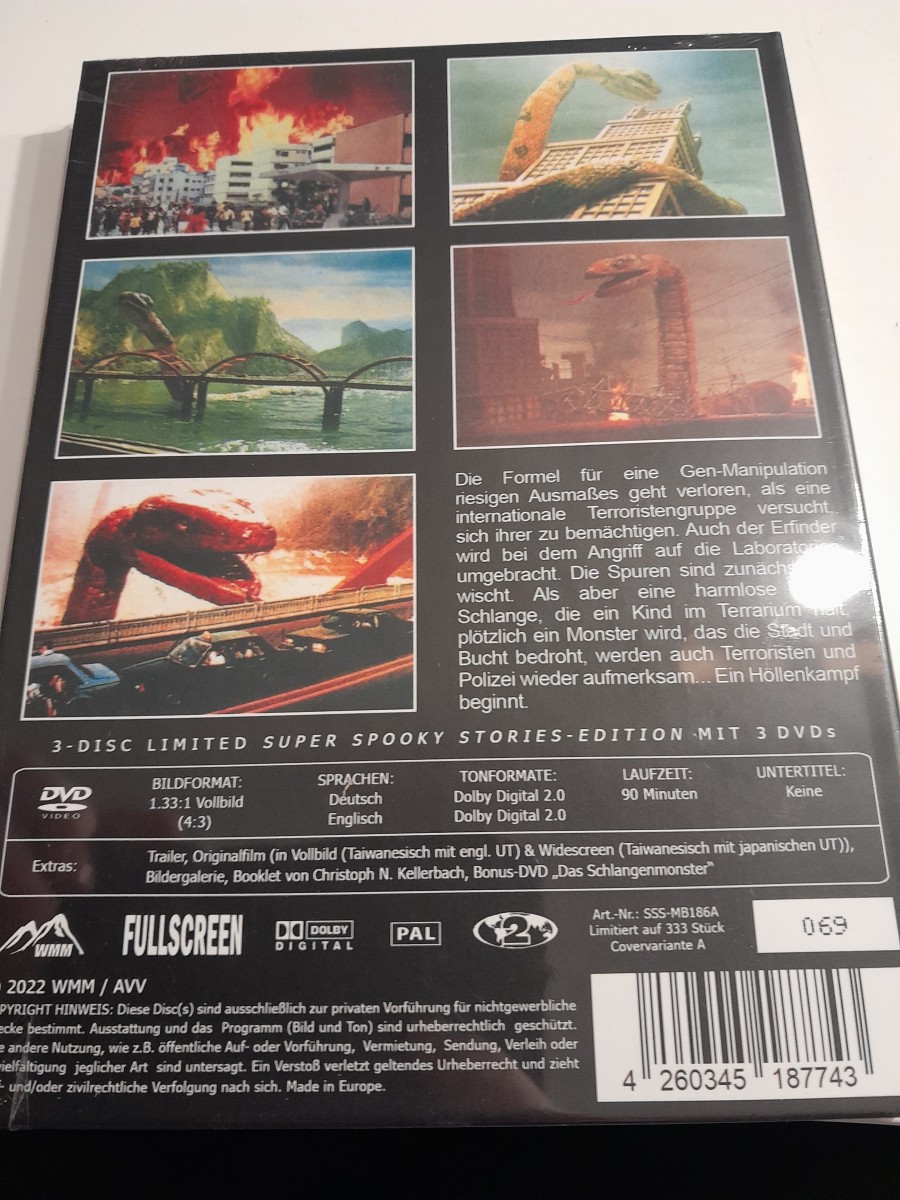 Die Formel für eine Gen-Manipulation
riesigen Ausmaßes geht verloren, als eine
internationale Terroristengruppe versucht,
sich ihrer zu bemächtigen. Auch der Erfinder
wird bei dem Angriff auf die
umgebracht. Die Spuren sind
wischt. Als aber eine harmlose
Schlange, die ein Kind im Terrarium hält,
plötzlich ein Monster wird, das die Stadt und
Bucht bedroht, werden auch Terroristen und
Polizei wieder aufmerksam... Ein Höllenkampf
beginnt.
3-DISC LIMITED SUPER SPOOKY STORIES-EDITION MIT 3 DVDs
DVD
VIDEO
BILDFORMAT:
1.33:1 Vollbild
(4:3)
SPRACHEN:
Deutsch
Englisch
TONFORMATE:
Dolby Digital 2.0
Dolby Digital 2.0
LAUFZEIT:
90 Minuten
UNTERTITEL:
Keine
Extras:
Trailer, Originalfilm (in Vollbild (Taiwanesisch mit engl. UT) & Widescreen (Taiwanesisch mit japanischen UT)),
Bildergalerie, Booklet von Christoph N. Kellerbach, Bonus-DVD „Das Schlangenmonster"
WMM
FULLSCREEN
DOLBY
DIGITAL
PAL
2
Art.-Nr.: SSS-MB186A
Limitiert auf 333 Stück
Covervariante A
069
2022 WMM / AVV
PYRIGHT HINWEIS: Diese Disc(s) sind ausschließlich zur privaten Vorführung für nichtgewerbliche
ecke bestimmt. Ausstattung und das Programm (Bild und Ton) sind urheberrechtlich geschützt.
e andere Nutzung, wie z.B. öffentliche Auf- oder Vorführung, Vermietung, Sendung, Verleih oder
ielfältigung jeglicher Art sind untersagt. Ein Verstoß verletzt geltendes Urheberrecht und zieht
- und/oder zivilrechtliche Verfolgung nach sich. Made in Europe.
4 260345 187743